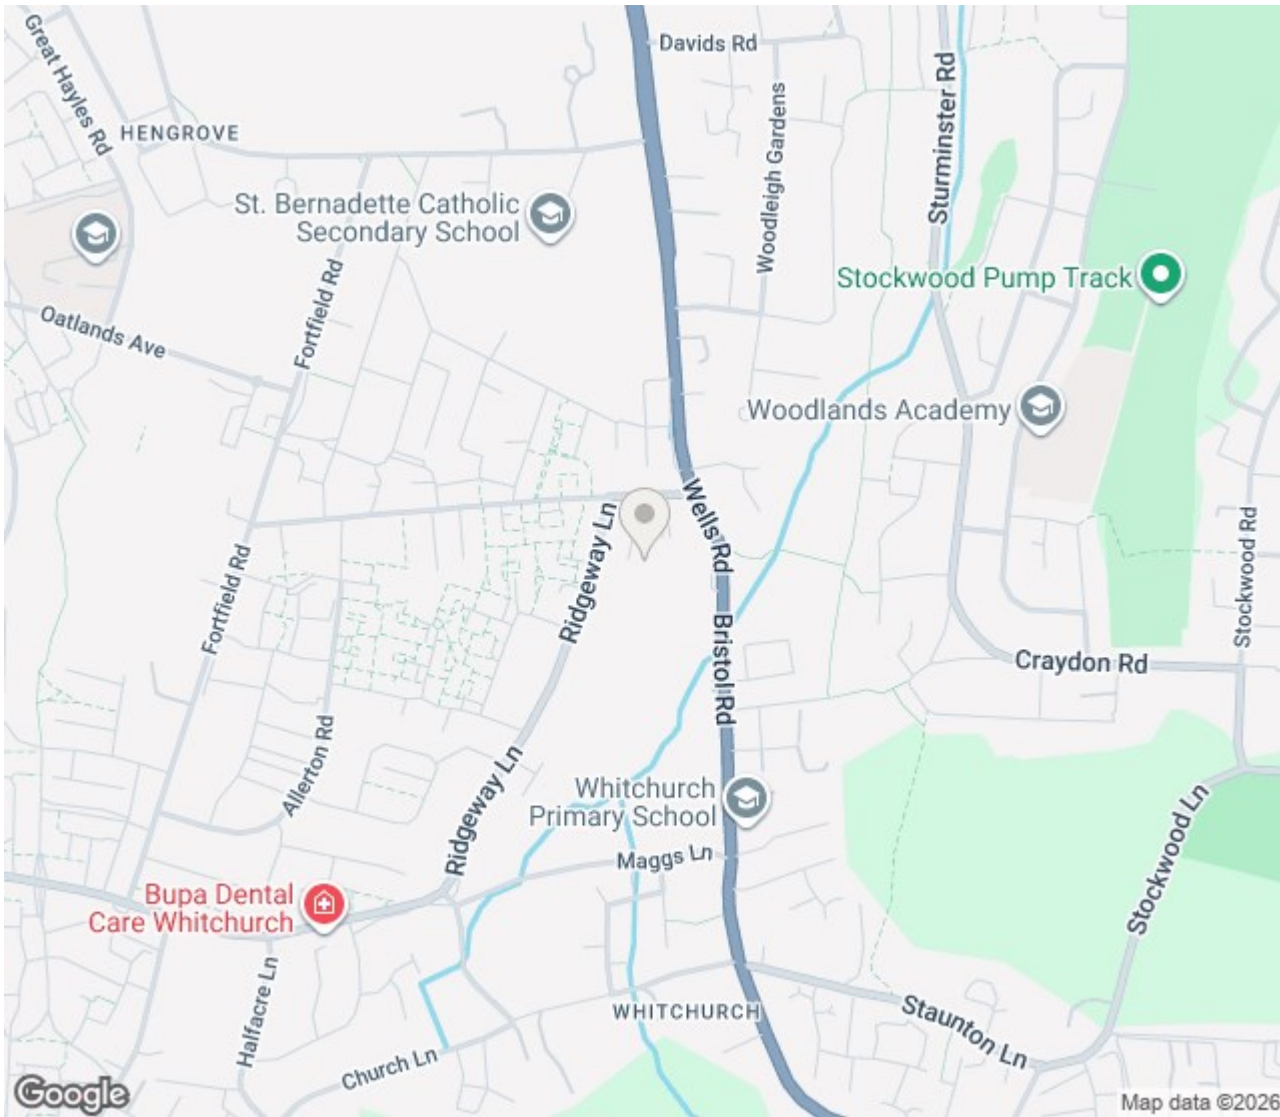 Great Hayles Rd
Davids Rd
HENGROVE
Woodleigh Gardens
Sturminster Rd
St. Bernadette Catholic
Secondary School
Stockwood Pump Track
Fortfield Rd
Oatlands Ave
Woodlands Academy
Wells Rd
Ridgeway Ln
Fortfield Rd
Stockwood Rd
Bristol Rd
Craydon Rd
Allerton Rd
Ridgeway Ln
Whitchurch
Primary School
Stockwood Ln
Maggs Ln
Bupa Dental
Care Whitchurch
Halfacre Ln
WHITCHURCH
Staunton Ln
Church Ln
Google
Map data ©2026